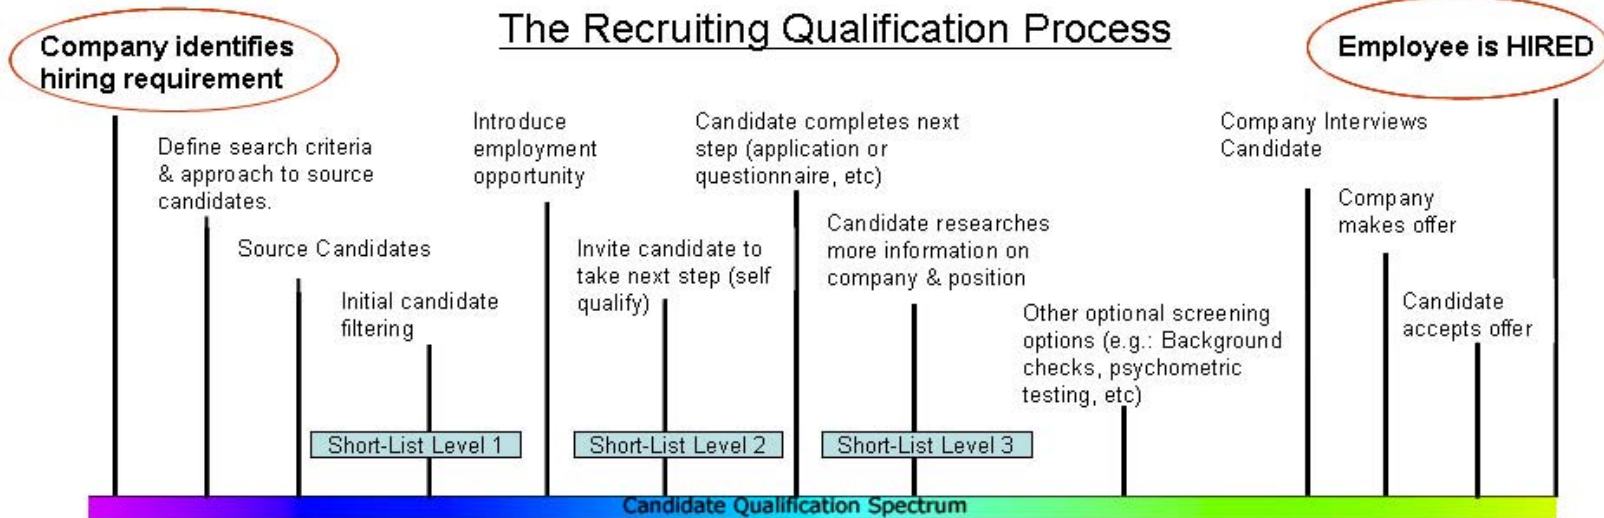 The Recruiting Qualification Process
Company identifies
hiring requirement
Employee is HIRED
Define search criteria
& approach to source
candidates.
Source Candidates
Initial candidate
filtering
Introduce
employment
opportunity
Invite candidate to
take next step (self
qualify)
Candidate completes next
step (application or
questionnaire, etc)
Candidate researches
more information on
company & position
Other optional screening
options (e.g.: Background
checks, psychometric
testing, etc)
Company Interviews
Candidate
Company
makes offer
Candidate
accepts offer
Short-List Level 1
Short-List Level 2
Short-List Level 3
Candidate Qualification Spectrum